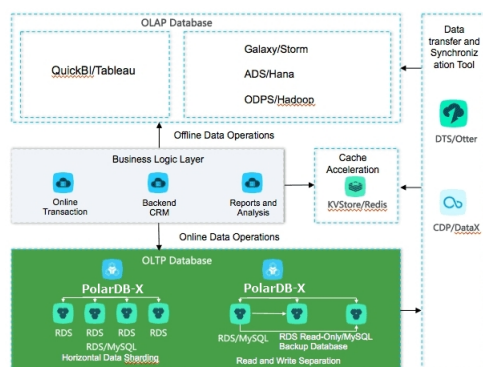 OLAP Database
QuickBI/Tableau
Galaxy/Storm
ADS/Hana
ODPS/Hadoop
Data
transfer and
Synchroniz
ation Tool
DTS/Otter
CDP/DataX
Offline Data Operations
Business Logic Layer
Online
Transaction
Backend
CRM
Reports and
Analysis
Cache
Acceleration
KVStore/Redis
Online Data Operations
OLTP Database
PolarDB-X
RDS
RDS
RDS
RDS
RDS/MySQL
Horizontal Data Sharding
PolarDB-X
RDS/MySQL
RDS Read-Only/MySQL
Backup Database
Read and Write Separation